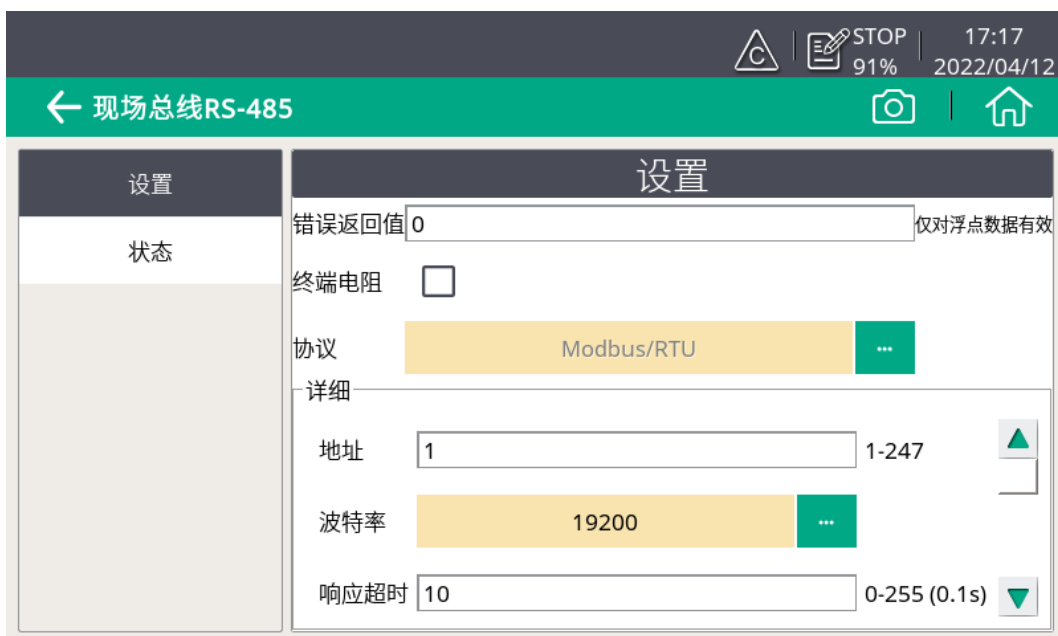 C
STOP
91%
17:17
2022/04/12
现场总线RS-485
设置
状态
设置
错误返回值 0 仅对浮点数据有效
终端电阻
协议 Modbus/RTU ...
详细
地址 1 1-247
波特率 19200 ...
响应超时 10 0-255 (0.1s)